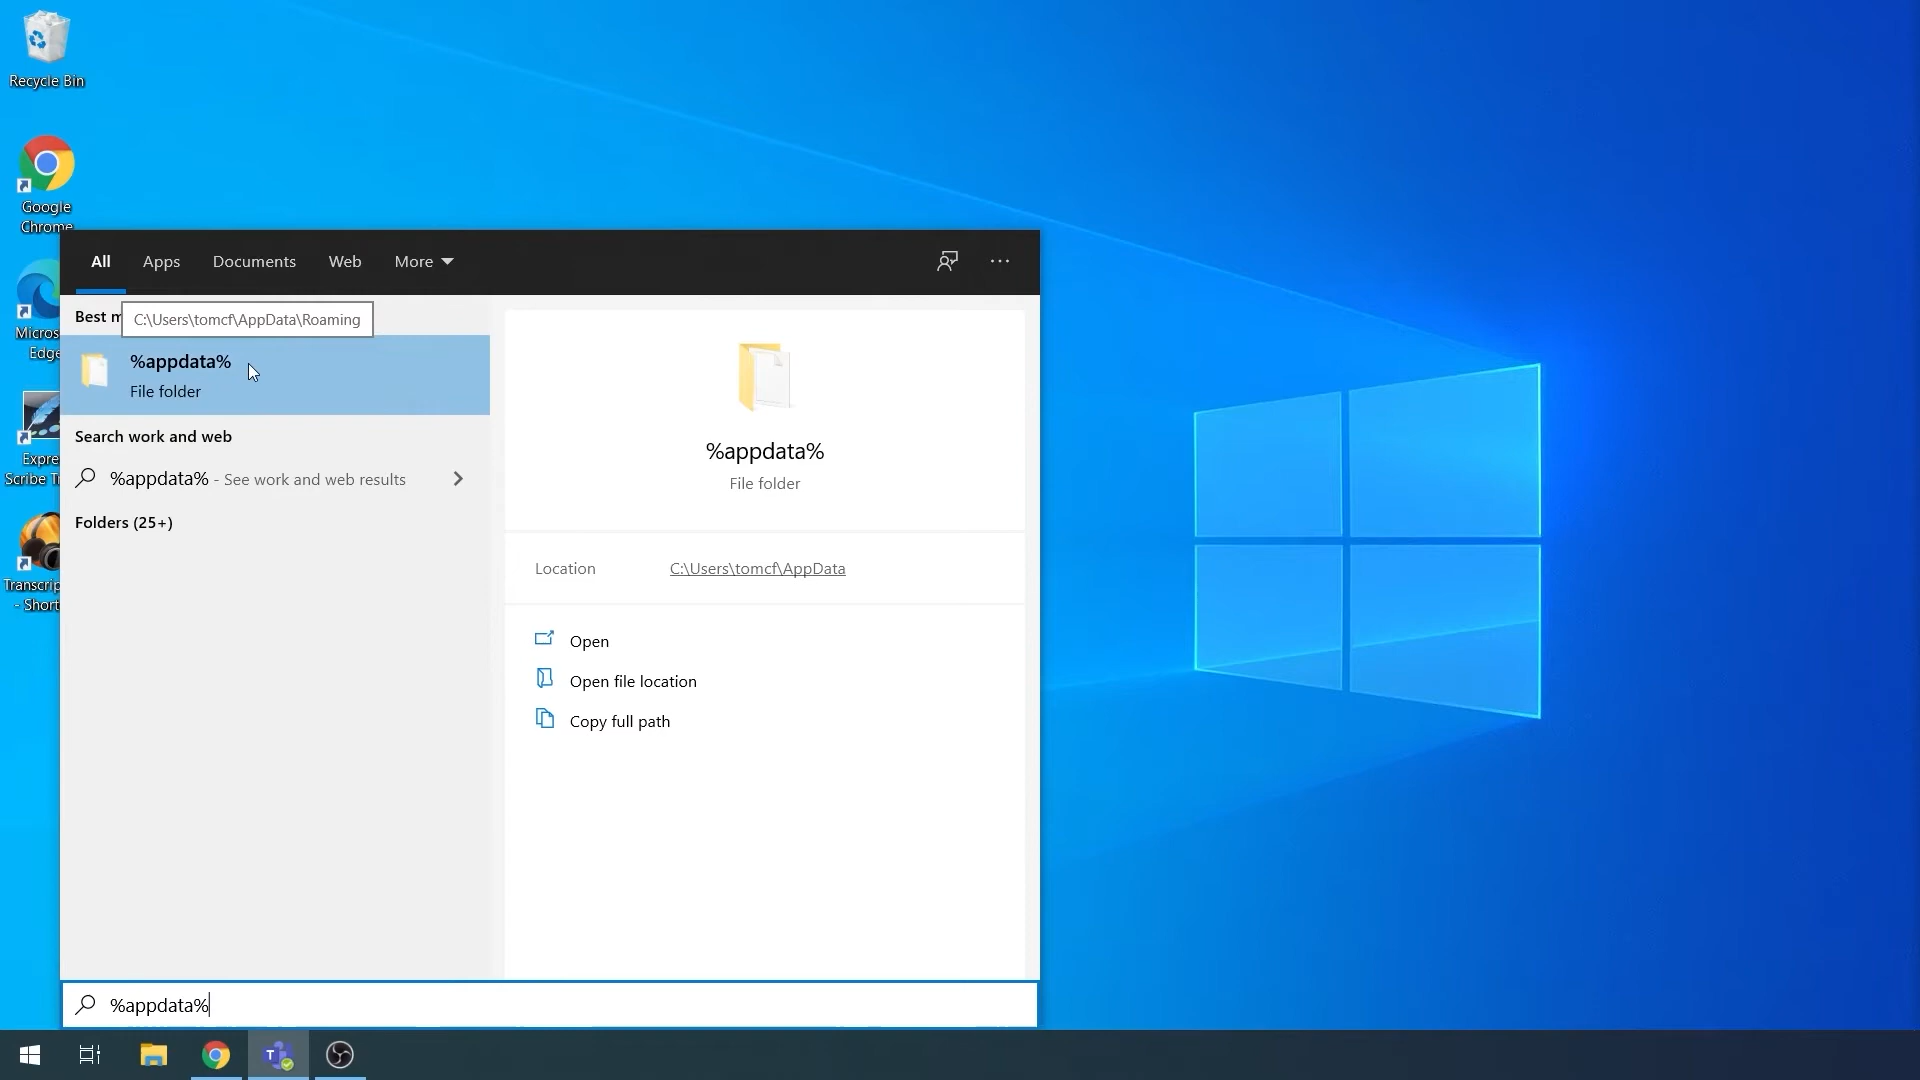 Recycle Bin
Google
Chrome
Micros
Edge
Expre
Scribe T
Transcrip
- Short
All
Apps
Documents
Web
More
Best m
C:\Users\tomcf\AppData\Roaming
%appdata%
File folder
Search work and web
%appdata% - See work and web results
Folders (25+)
%appdata%
File folder
Location
C:\Users\tomcf\AppData
Open
Open file location
Copy full path
%appdata%
T